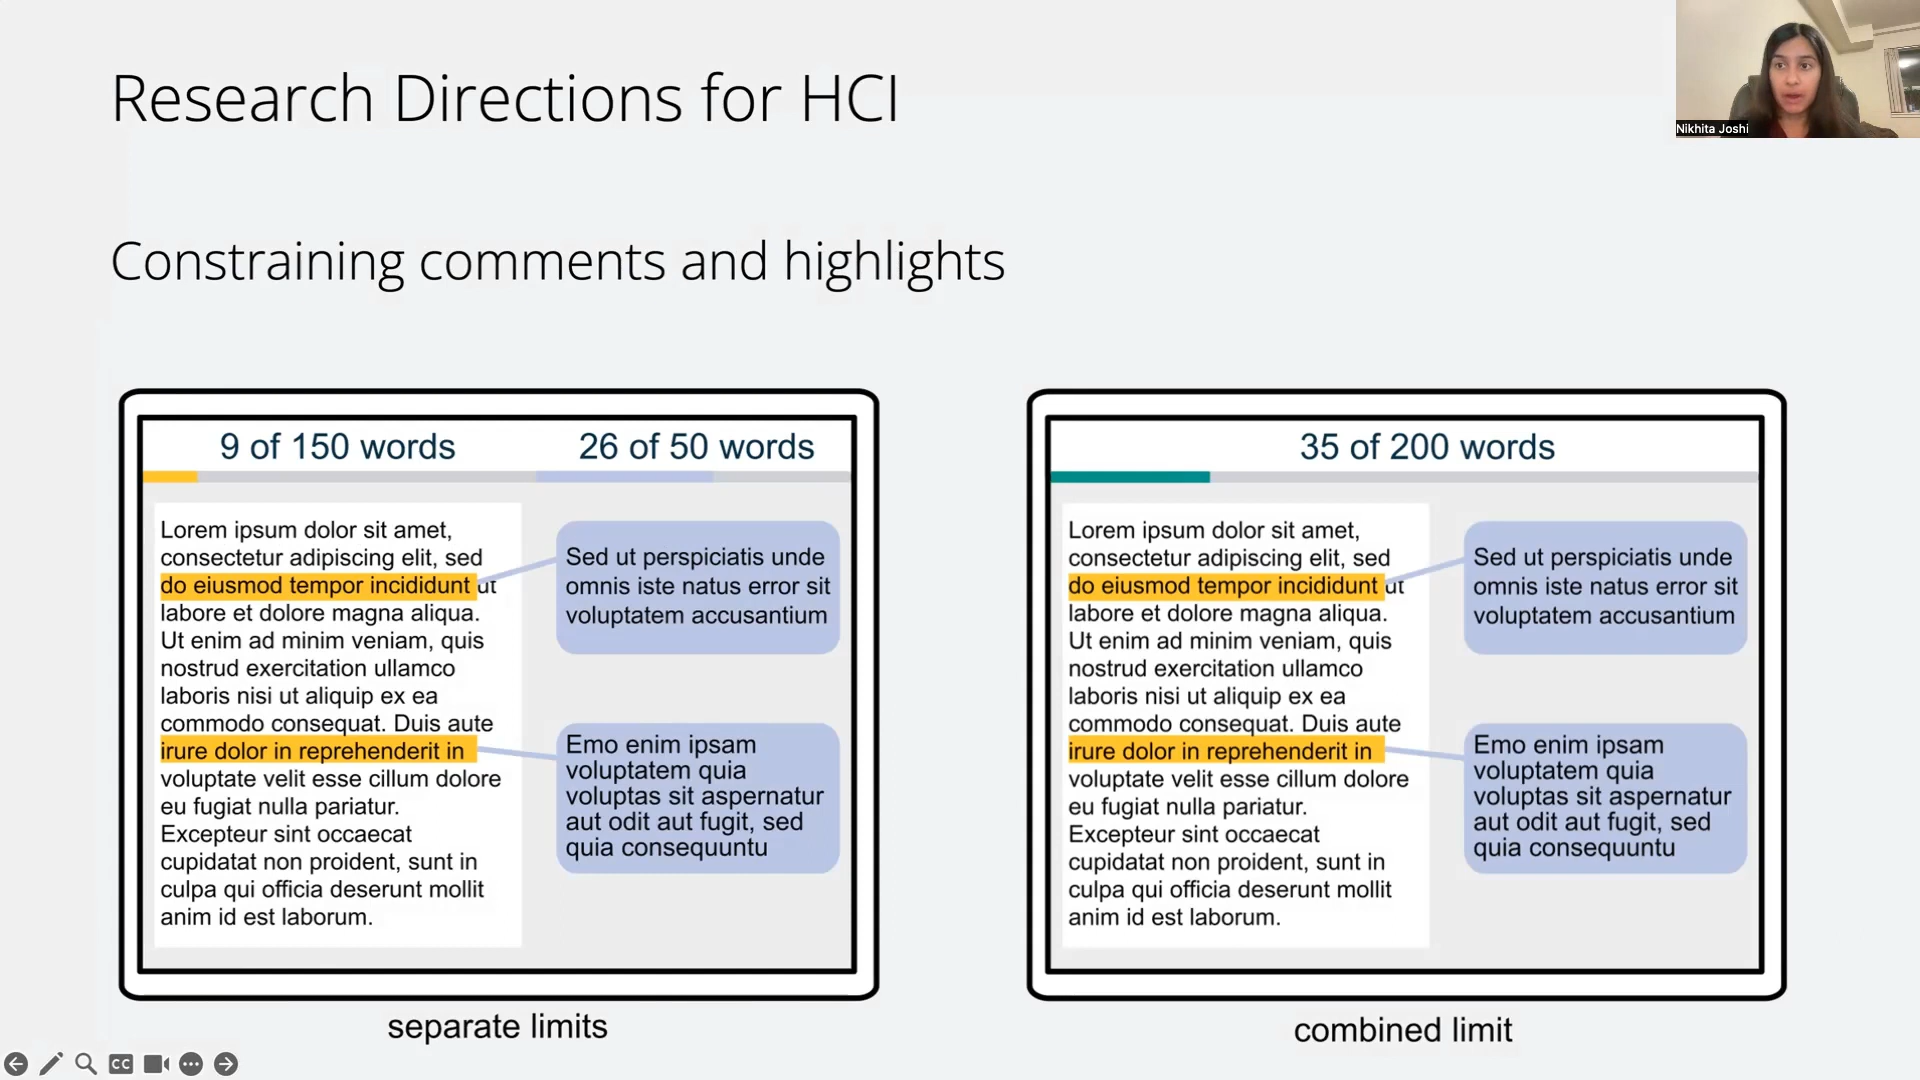 Research Directions for HCI
Nikhita Joshi
Constraining comments and highlights
9 of 150 words
26 of 50 words
Lorem ipsum dolor sit amet,
consectetur adipiscing elit, sed
do eiusmod tempor incididunt ut
labore et dolore magna aliqua.
Ut enim ad minim veniam, quis
nostrud exercitation ullamco
laboris nisi ut aliquip ex ea
commodo consequat. Duis aute
irure dolor in reprehenderit in
voluptate velit esse cillum dolore
eu fugiat nulla pariatur.
Excepteur sint occaecat
cupidatat non proident, sunt in
culpa qui officia deserunt mollit
anim id est laborum.
Sed ut perspiciatis unde
omnis iste natus error sit
voluptatem accusantium
Emo enim ipsam
voluptatem quia
voluptas sit aspernatur
aut odit aut fugit, sed
quia consequuntu
separate limits
35 of 200 words
Lorem ipsum dolor sit amet,
consectetur adipiscing elit, sed
do eiusmod tempor incididunt ut
labore et dolore magna aliqua.
Ut enim ad minim veniam, quis
nostrud exercitation ullamco
laboris nisi ut aliquip ex ea
commodo consequat. Duis aute
irure dolor in reprehenderit in
voluptate velit esse cillum dolore
eu fugiat nulla pariatur.
Excepteur sint occaecat
cupidatat non proident, sunt in
culpa qui officia deserunt mollit
anim id est laborum.
Sed ut perspiciatis unde
omnis iste natus error sit
voluptatem accusantium
Emo enim ipsam
voluptatem quia
voluptas sit aspernatur
aut odit aut fugit, sed
quia consequuntu
combined limit
CC